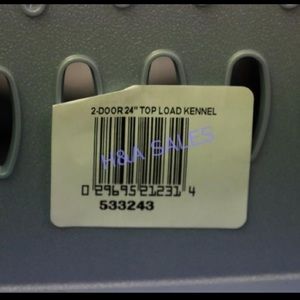 2-DOOR 24" TOP LOAD KENNEL
H&A SALES
0 29695 21231 4
533243